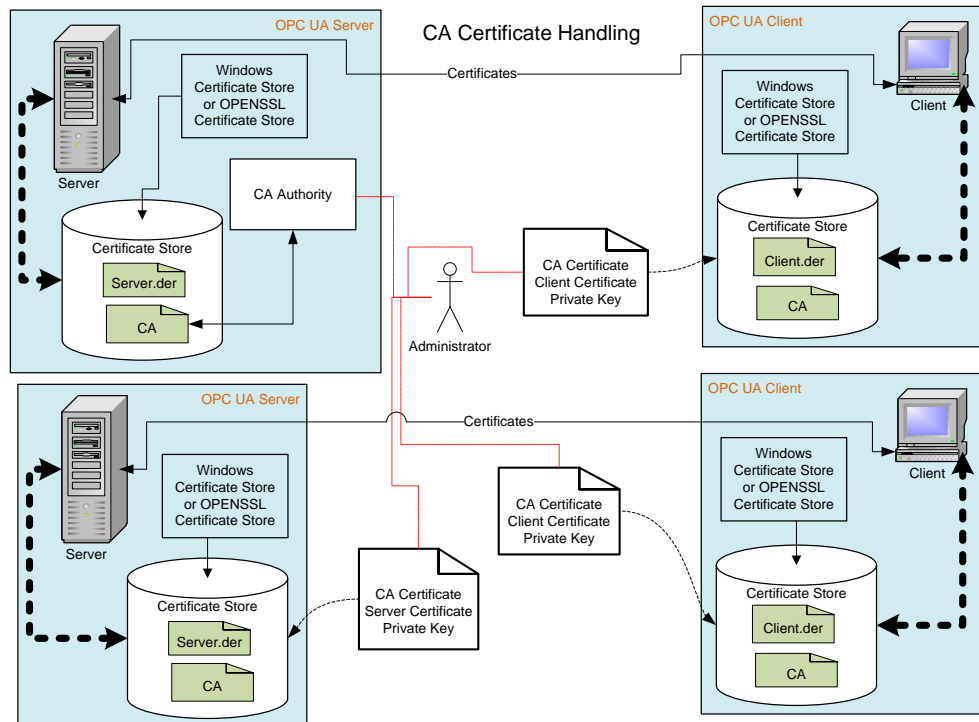 CA Certificate Handling
OPC UA Server
Server
Windows
Certificate Store
or OPENSSL
Certificate Store
CA Authority
Certificate Store
Server.der
CA
Certificates
OPC UA Client
Client
Windows
Certificate Store
or OPENSSL
Certificate Store
Certificate Store
Client.der
CA
CA Certificate
Client Certificate
Private Key
Administrator
OPC UA Server
Server
Windows
Certificate Store
or OPENSSL
Certificate Store
Certificate Store
Server.der
CA
CA Certificate
Server Certificate
Private Key
Certificates
CA Certificate
Client Certificate
Private Key
OPC UA Client
Client
Windows
Certificate Store
or OPENSSL
Certificate Store
Certificate Store
Client.der
CA